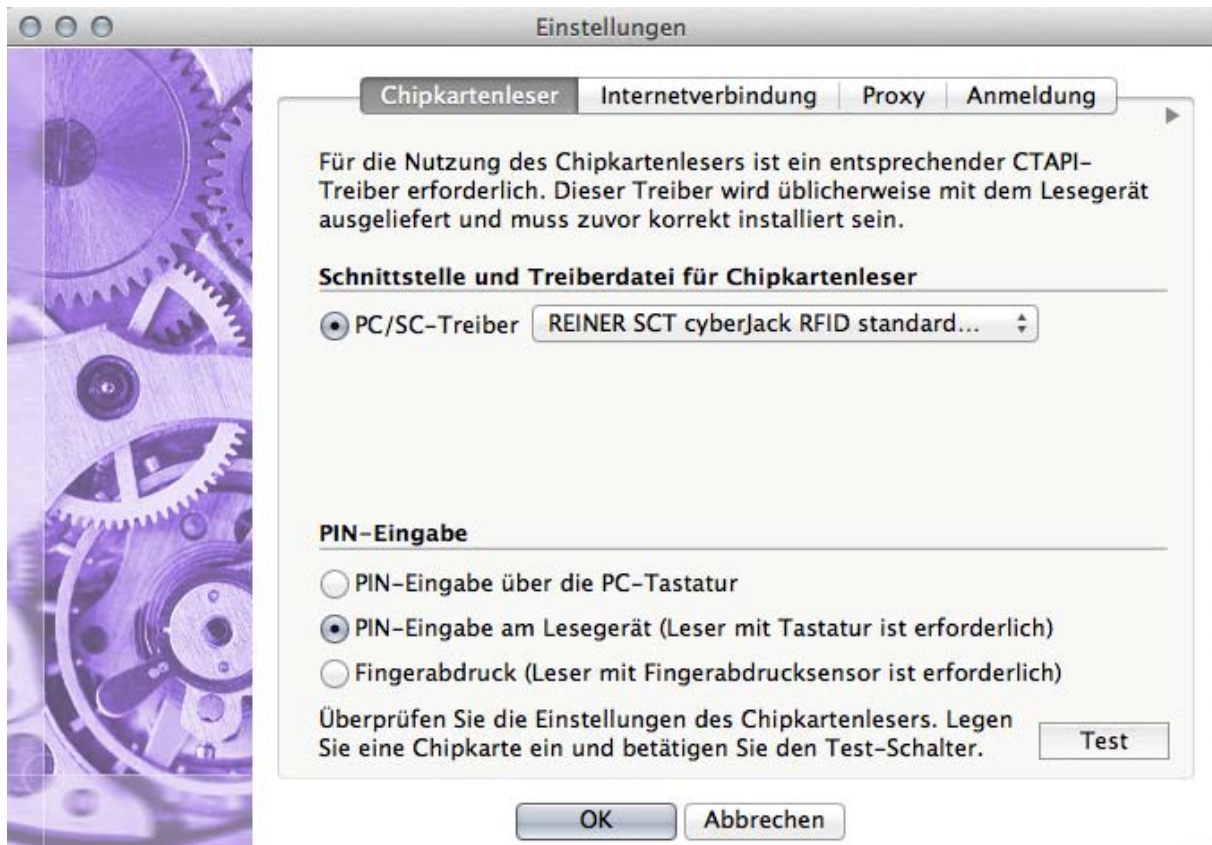 Einstellungen
Chipkartenleser Internetverbindung Proxy Anmeldung
Für die Nutzung des Chipkartenlesers ist ein entsprechender CTAPI-
Treiber erforderlich. Dieser Treiber wird üblicherweise mit dem Lesegerät
ausgeliefert und muss zuvor korrekt installiert sein.
Schnittstelle und Treiberdatei für Chipkartenleser
PC/SC-Treiber REINER SCT cyberJack RFID standard...
PIN-Eingabe
PIN-Eingabe über die PC-Tastatur
PIN-Eingabe am Lesegerät (Leser mit Tastatur ist erforderlich)
Fingerabdruck (Leser mit Fingerabdrucksensor ist erforderlich)
Überprüfen Sie die Einstellungen des Chipkartenlesers. Legen
Sie eine Chipkarte ein und betätigen Sie den Test-Schalter.
Test
OK Abbrechen